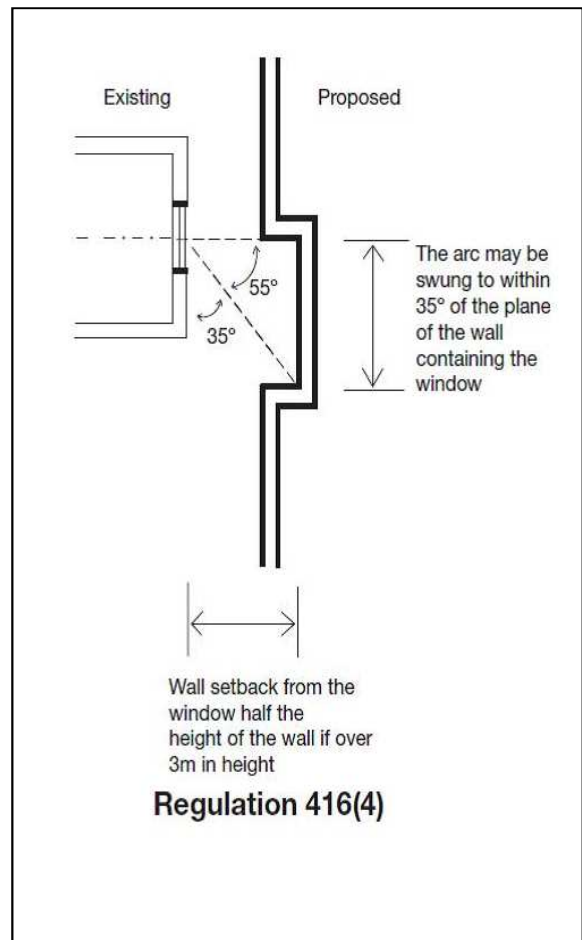 Existing
Proposed
55°
35°
The arc may be
swung to within
35° of the plane
of the wall
containing the
window
Wall setback from the
window half the
height of the wall if over
3m in height
Regulation 416(4)